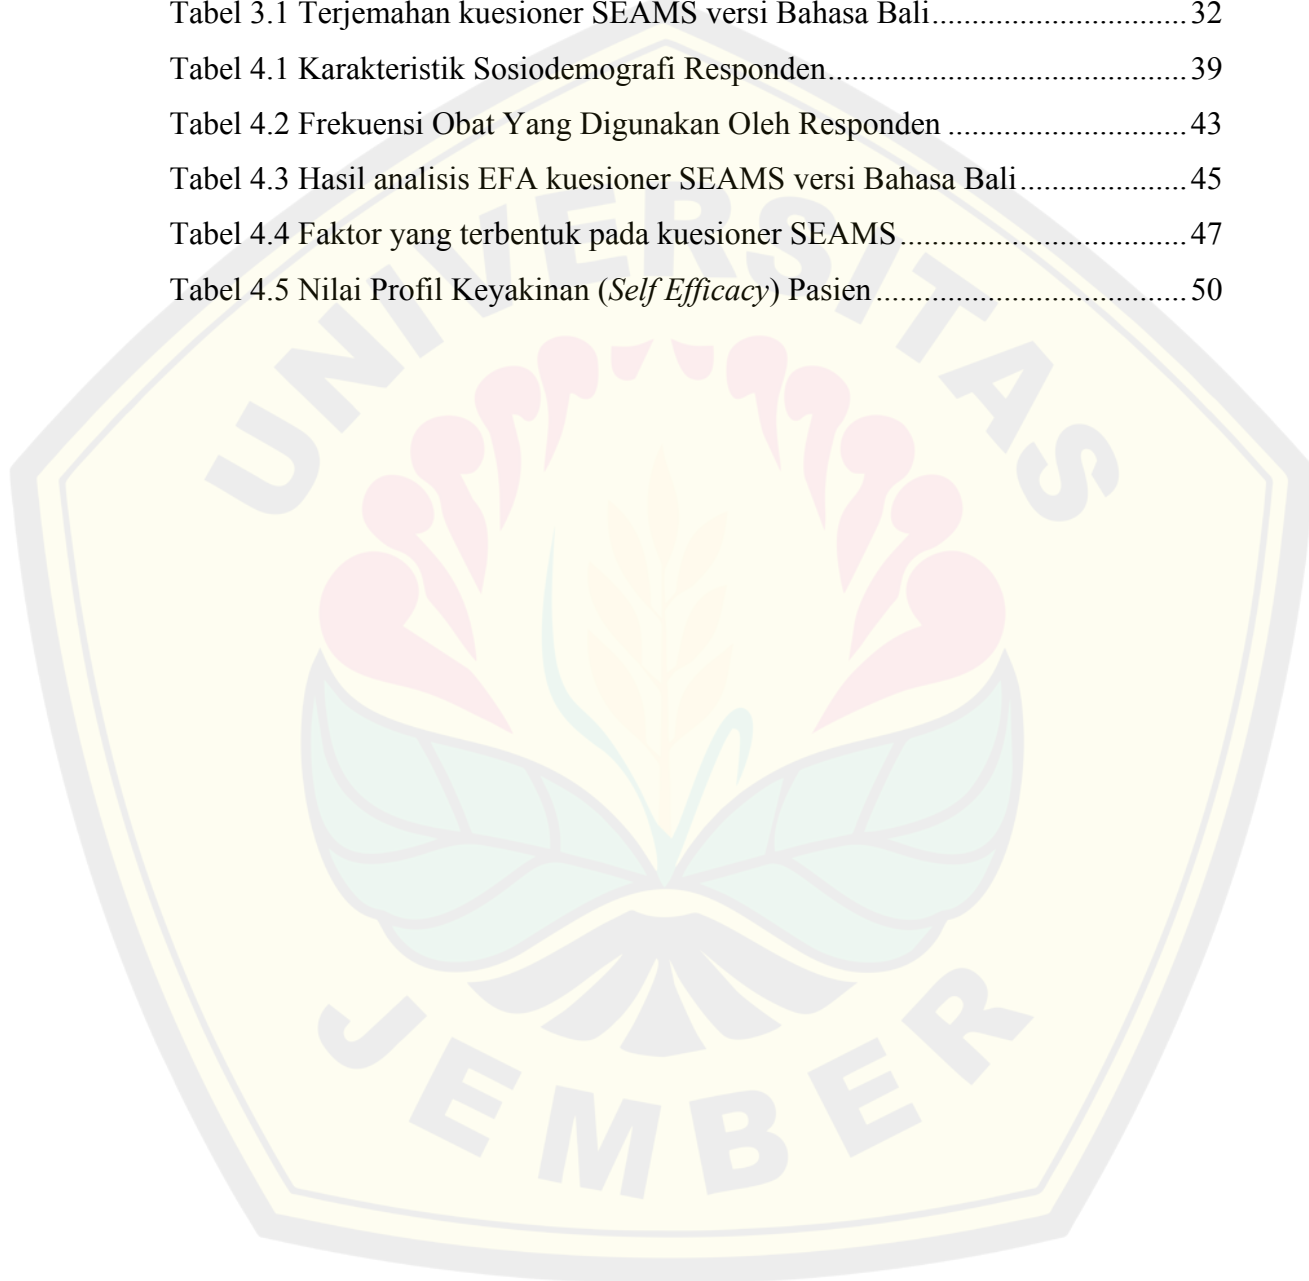 Tabel 3.1 Terjemahan kuesioner SEAMS versi Bahasa Bali................................32
Tabel 4.1 Karakteristik Sosiodemografi Responden.............................................39
Tabel 4.2 Frekuensi Obat Yang Digunakan Oleh Responden ..............................43
Tabel 4.3 Hasil analisis EFA kuesioner SEAMS versi Bahasa Bali.....................45
Tabel 4.4 Faktor yang terbentuk pada kuesioner SEAMS....................................47
Tabel 4.5 Nilai Profil Keyakinan (Self Efficacy) Pasien.......................................50
UNIVERSITAS
JEMBER